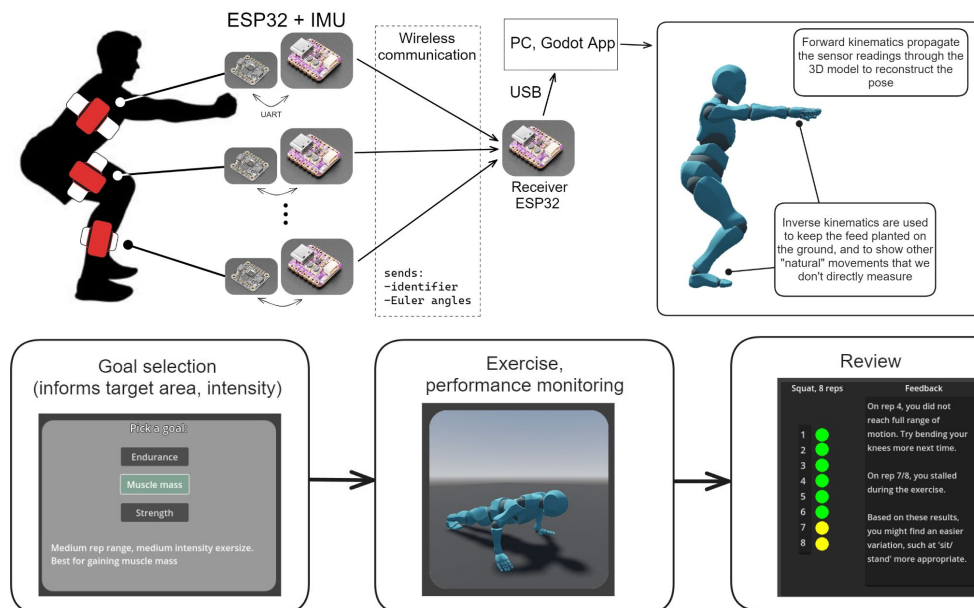 ESP32 + IMU
UART
Wireless
communication
sends:
-identifier
-Euler angles
PC, Godot App
USB
Receiver
ESP32
Forward kinematics propagate
the sensor readings through the
3D model to reconstruct the
pose
Inverse kinematics are used
to keep the feed planted on
the ground, and to show other
"natural" movements that we
don't directly measure
Goal selection
(informs target area, intensity)
Pick a goal:
Endurance
Muscle mass
Strength
Medium rep range, medium intensity exersize.
Best for gaining muscle mass
Exercise,
performance monitoring
Review
Squat, 8 reps
1
2
3
4
5
6
7
8
Feedback
On rep 4, you did not
reach full range of
motion. Try bending your
knees more next time.
On rep 7/8, you stalled
during the exercise.
Based on these results,
you might find an easier
variation, such at 'sit/
stand' more appropriate.